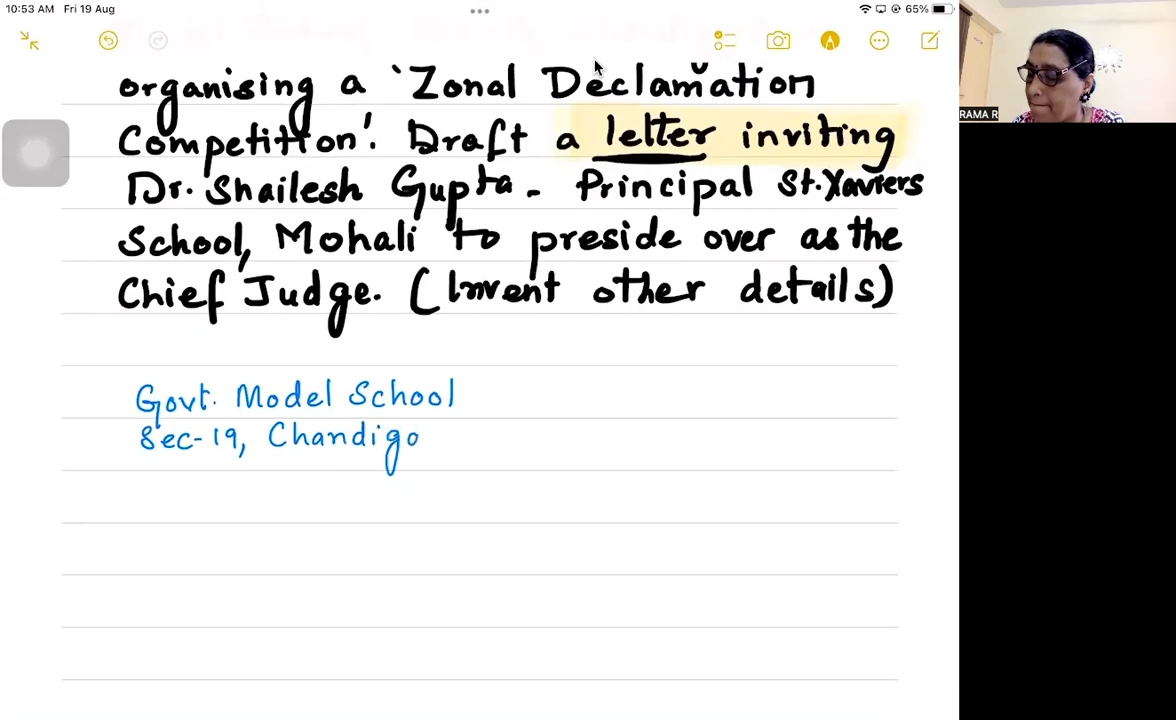 10:53 AM Fri 19 Aug
65%
organising a 'Zonal Declamation
Competition'. Draft a letter inviting
Dr. Shailesh Gupta - Principal St. Xaviers
School, Mohali to preside over as the
Chief Judge. (Invent other details)
Govt. Model School
Sec-19, Chandigo
RAMA R